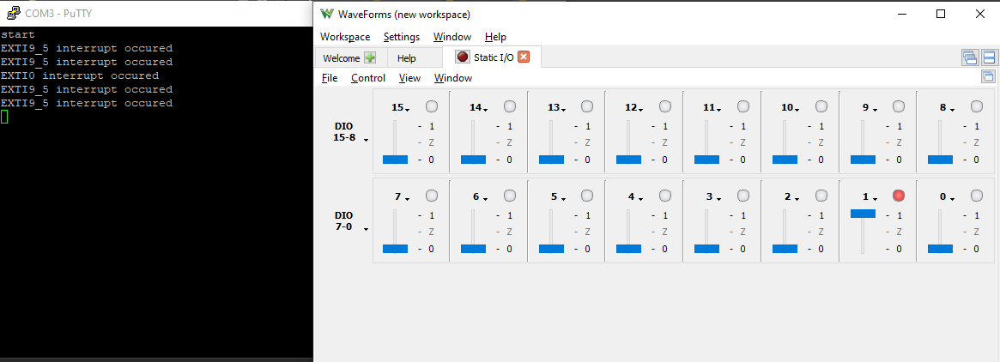 COM3 - PuTTY
start
EXTI9_5 interrupt occured
EXTI9_5 interrupt occured
EXTI0 interrupt occured
EXTI9_5 interrupt occured
EXTI9_5 interrupt occured
WaveForms (new workspace)
Workspace Settings Window Help
Welcome Help Static I/O
File Control View Window
DIO
15-8
15 14 13 12 11 10 9 8
- 1 - 1 - 1 - 1 - 1 - 1 - 1 - 1
- Z - Z - Z - Z - Z - Z - Z - Z
- 0 - 0 - 0 - 0 - 0 - 0 - 0 - 0
DIO
7-0
7 6 5 4 3 2 1 0
- 1 - 1 - 1 - 1 - 1 - 1 - 1 - 1
- Z - Z - Z - Z - Z - Z - Z - Z
- 0 - 0 - 0 - 0 - 0 - 0 - 0 - 0